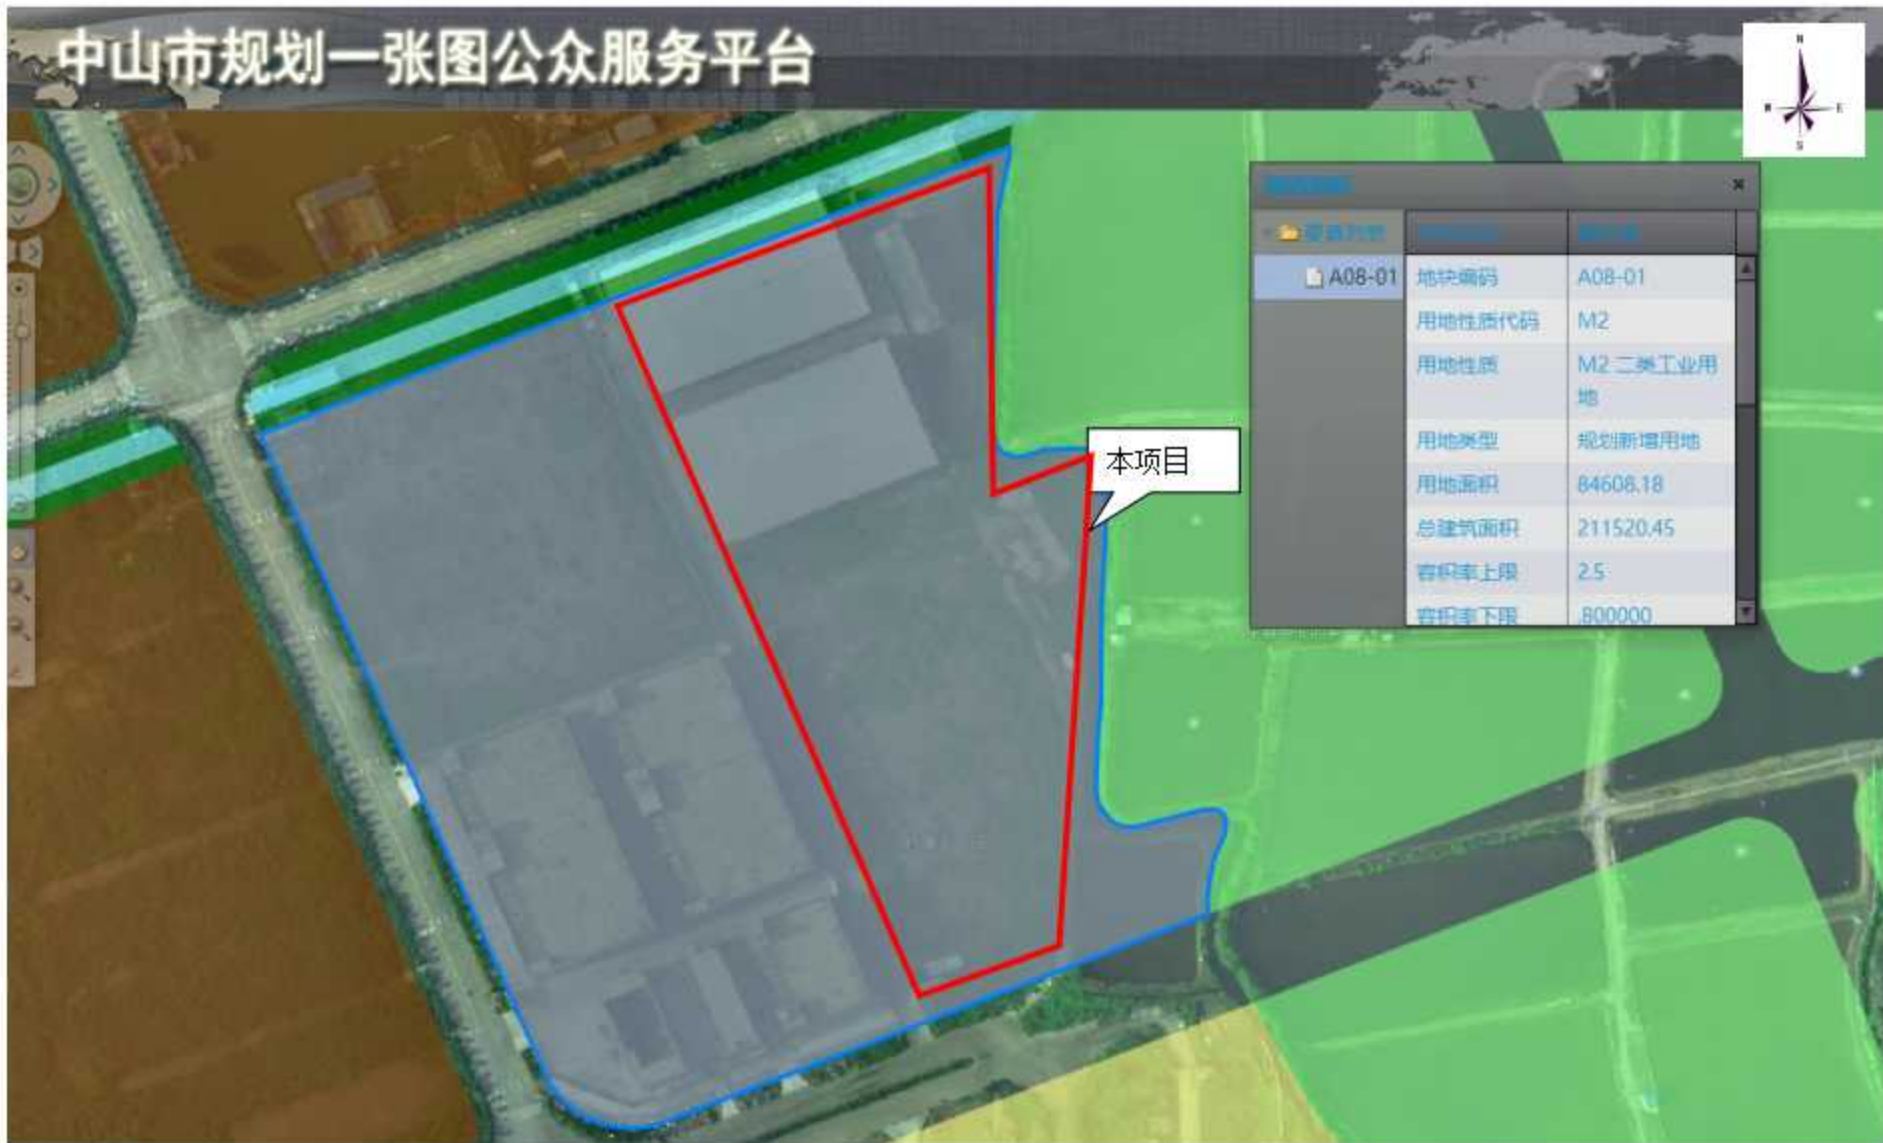 中山市规划一张图公众服务平台
N
E
S
×
A08-01
地块编码 A08-01
用地性质代码 M2
用地性质 M2 二类工业用
地
用地类型 规划新增用地
用地面积 84608.18
总建筑面积 211520.45
容积率上限 2.5
容积率下限 .800000
本项目